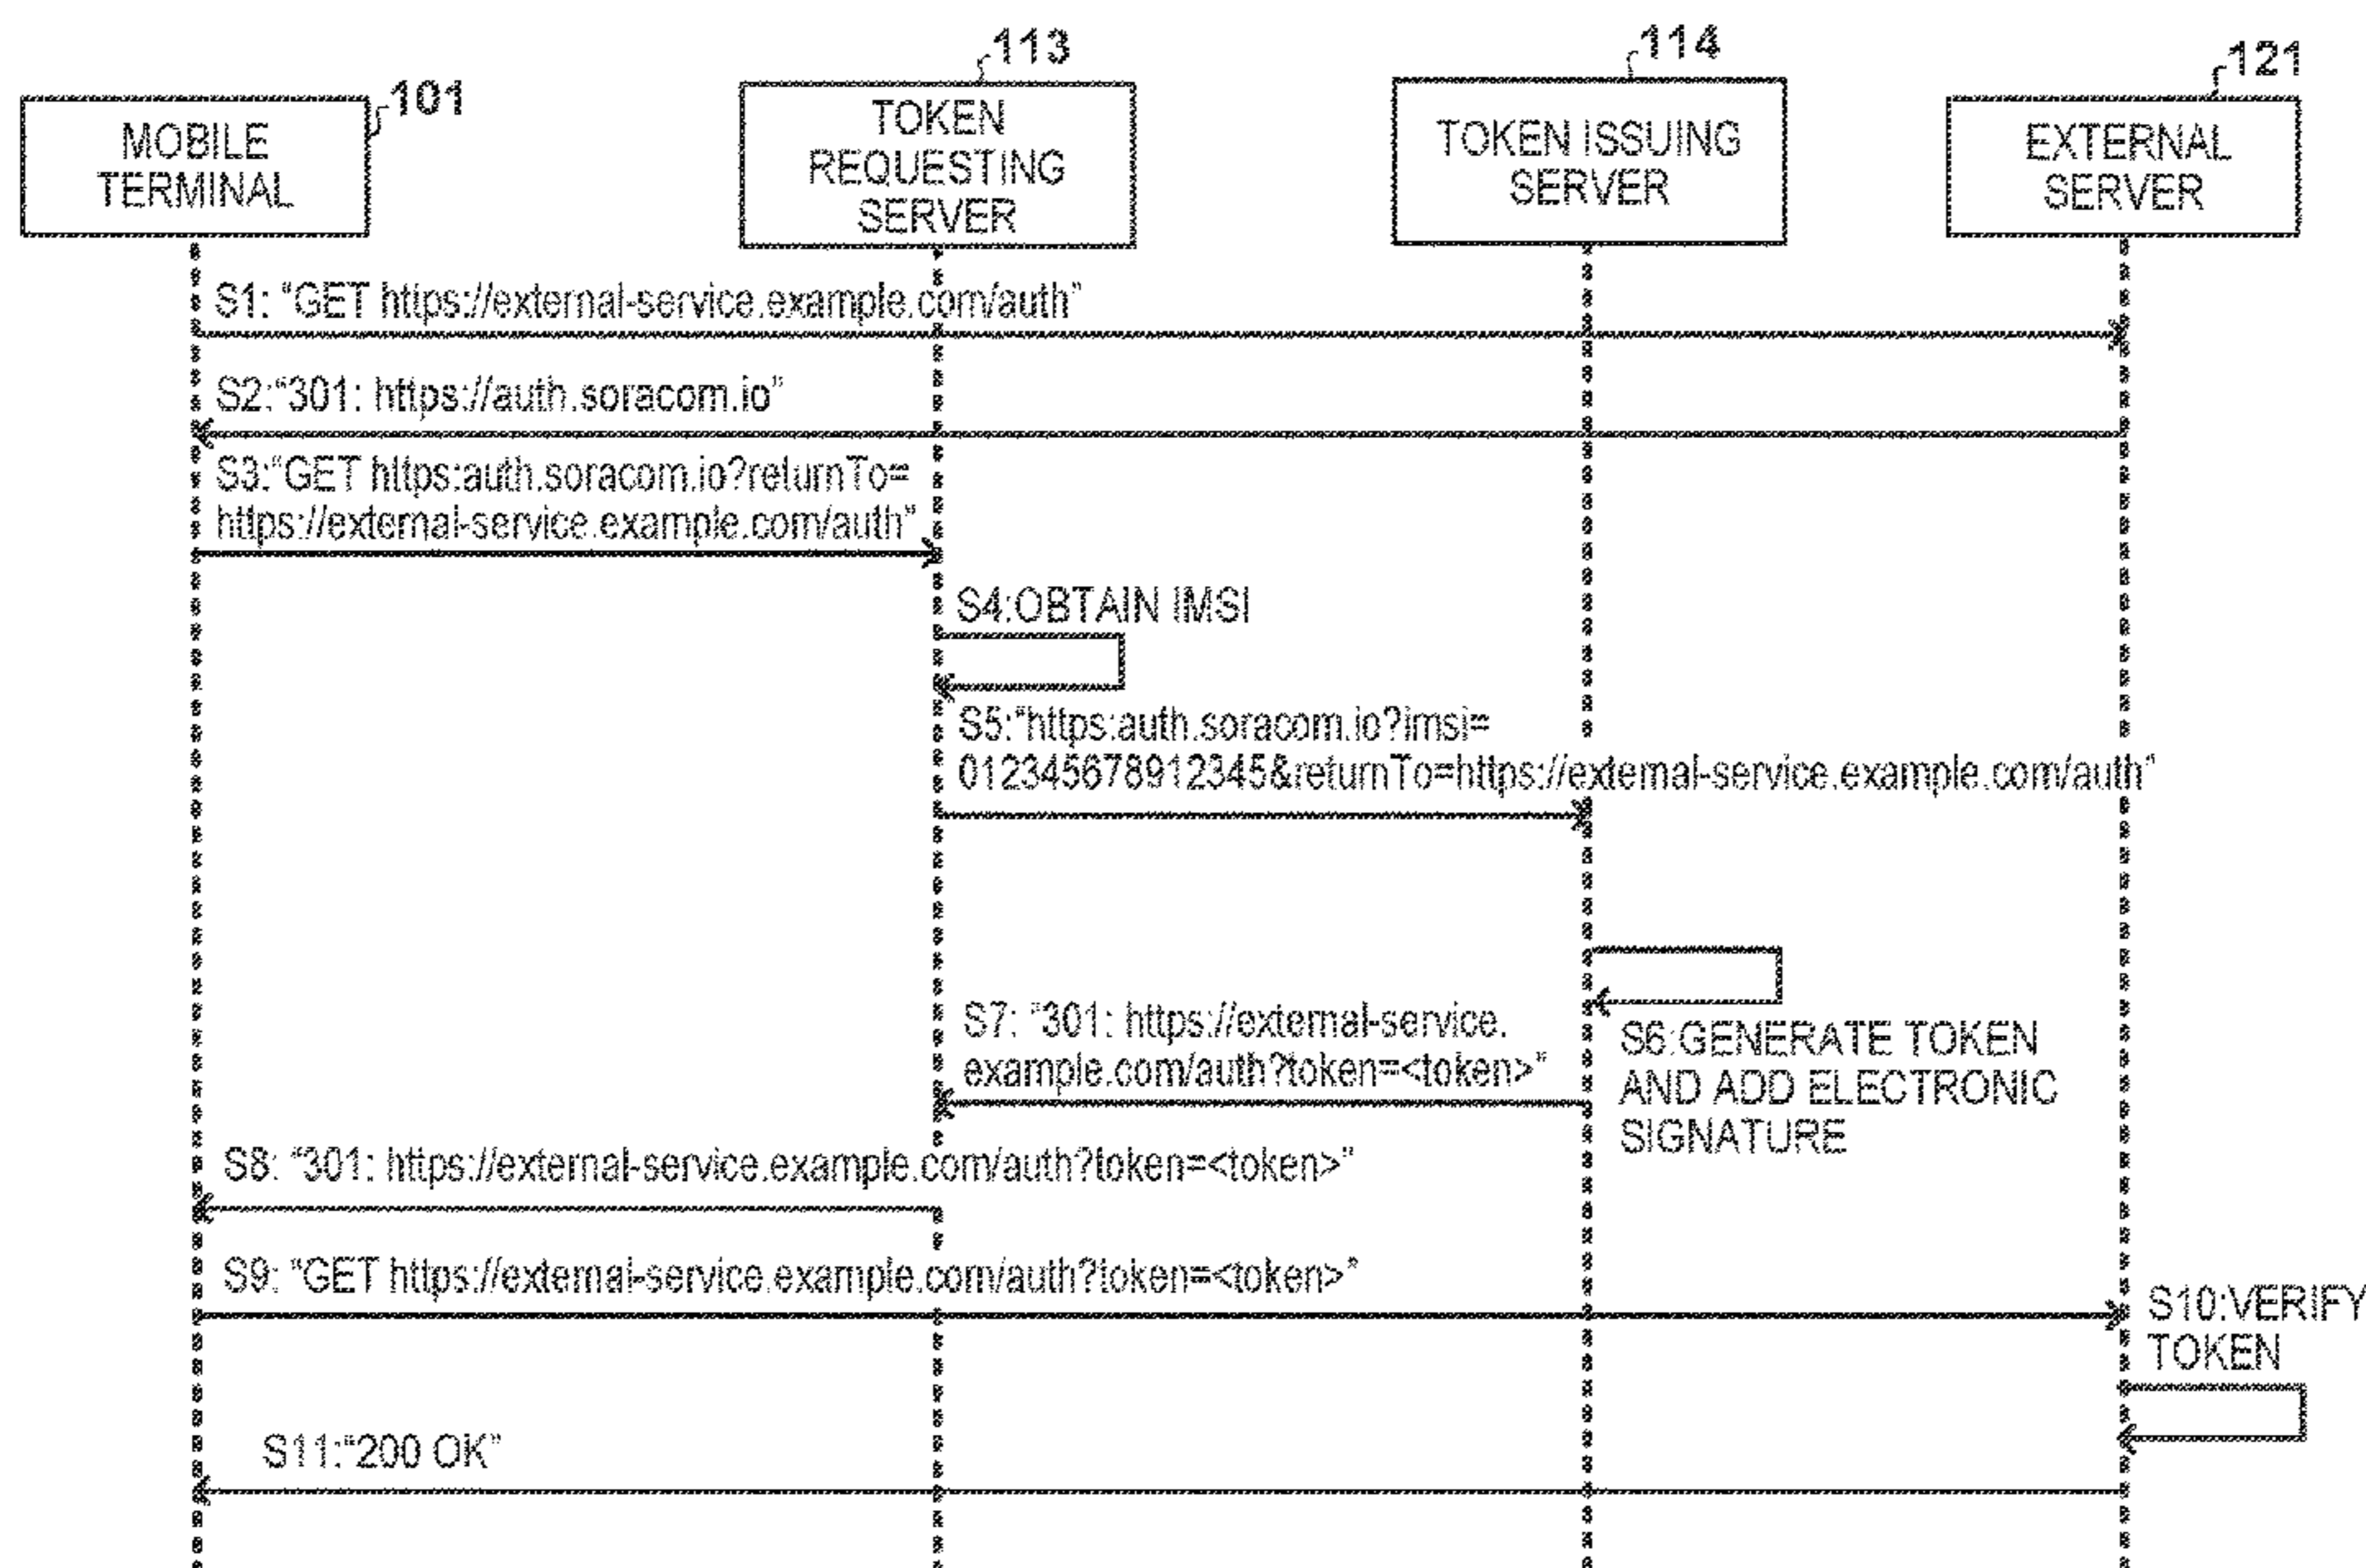 101
MOBILE
TERMINAL
113
TOKEN
REQUESTING
SERVER
114
TOKEN ISSUING
SERVER
121
EXTERNAL
SERVER
S1: "GET https://external-service.example.com/auth"
S2:"301: https://auth.soracom.io"
S3:"GET https:auth.soracom.io?returnTo=
https://external-service.example.com/auth"
S4:OBTAIN IMSI
S5:"https:auth.soracom.io?imsi=
012345678912345&returnTo=https://external-service.example.com/auth"
S6:GENERATE TOKEN
AND ADD ELECTRONIC
SIGNATURE
S7: "301: https://external-service.
example.com/auth?token=<token>"
S8: "301: https://external-service.example.com/auth?token=<token>"
S9: "GET https://external-service.example.com/auth?token=<token>"
S10:VERIFY
TOKEN
S11:"200 OK"